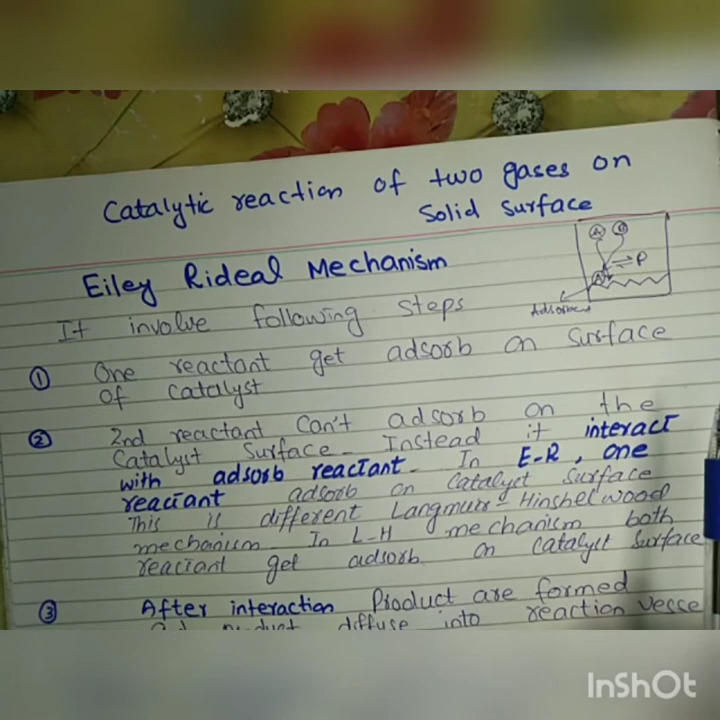 Catalytic reaction of two gases on
Solid Surface
Eiley Rideal Mechanism
A
P
A
Adsorbent
It involve following steps
① One reactant get adsorb on surface
of catalyst
② 2nd reactant Can't adsorb on the
Catalyst Surface. Instead it interact
with adsorb reactant. In E-R, one
reactant adsorb on Catalyst Surface
This is different Langmuir-Hinshelwood
mechanism In L-H mechanism both
reactant get adsorb on Catalyst Surface
③ After interaction Product are formed
product diffuse into reaction vesse
InShOt